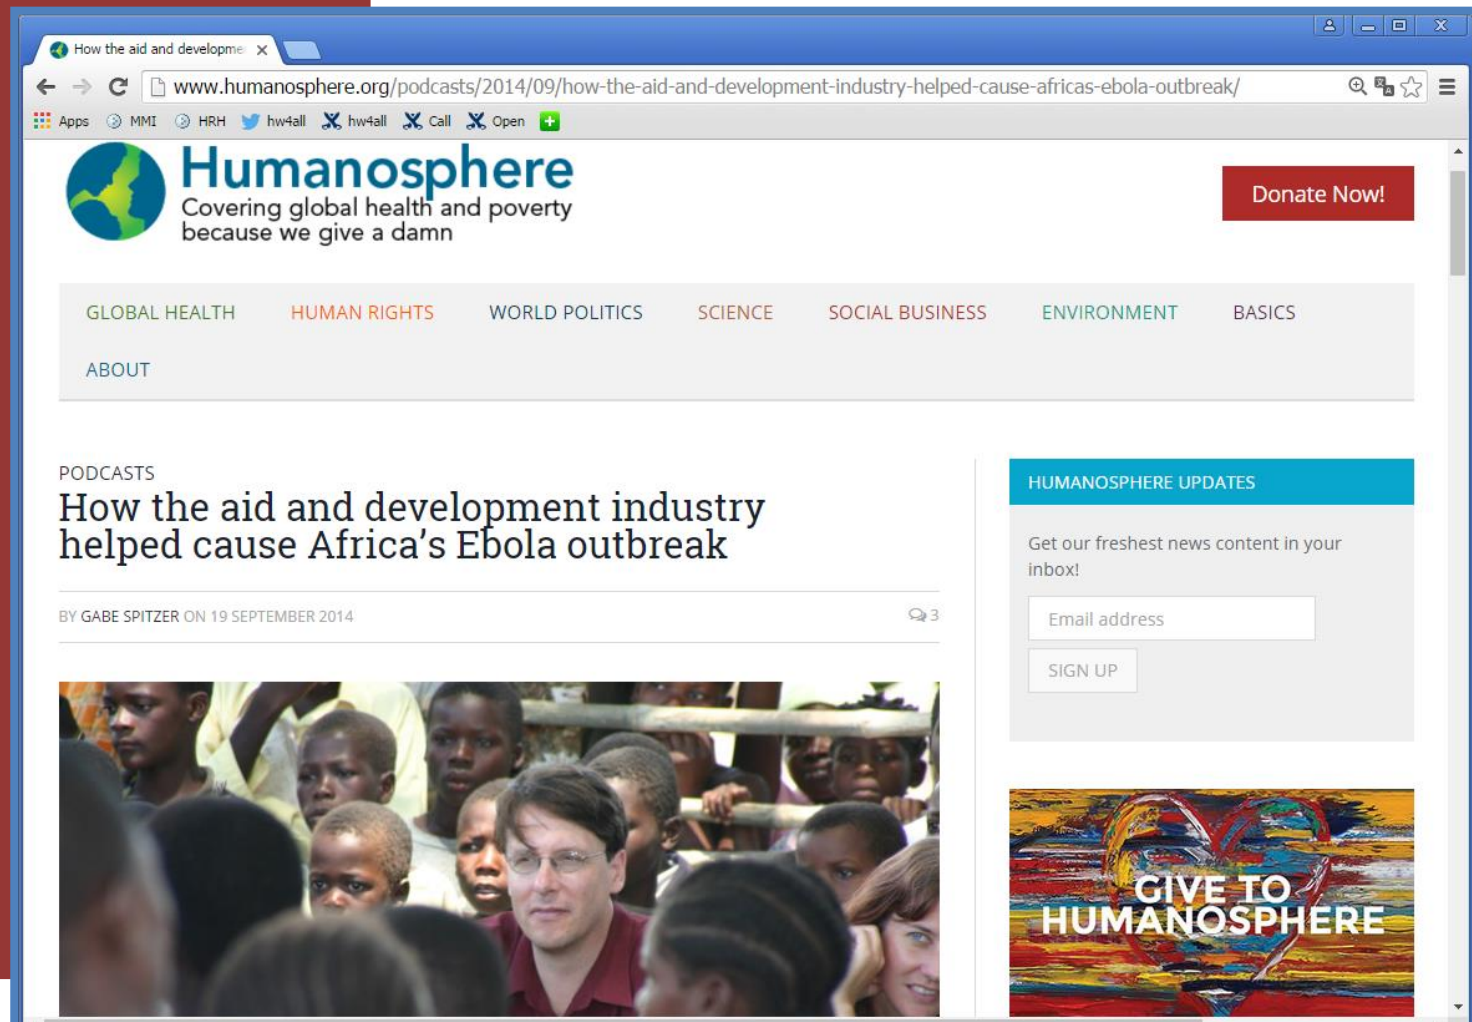 How the aid and developme
www.humanosphere.org/podcasts/2014/09/how-the-aid-and-development-industry-helped-cause-africas-ebola-outbreak/
Apps MMI HRH hw4all hw4all Call Open
Humanosphere
Covering global health and poverty
because we give a damn
Donate Now!
GLOBAL HEALTH HUMAN RIGHTS WORLD POLITICS SCIENCE SOCIAL BUSINESS ENVIRONMENT BASICS
ABOUT
PODCASTS
How the aid and development industry
helped cause Africa's Ebola outbreak
BY GABE SPITZER ON 19 SEPTEMBER 2014 3
HUMANOSPHERE UPDATES
Get our freshest news content in your
inbox!
Email address
SIGN UP
GIVE TO
HUMANOSPHERE